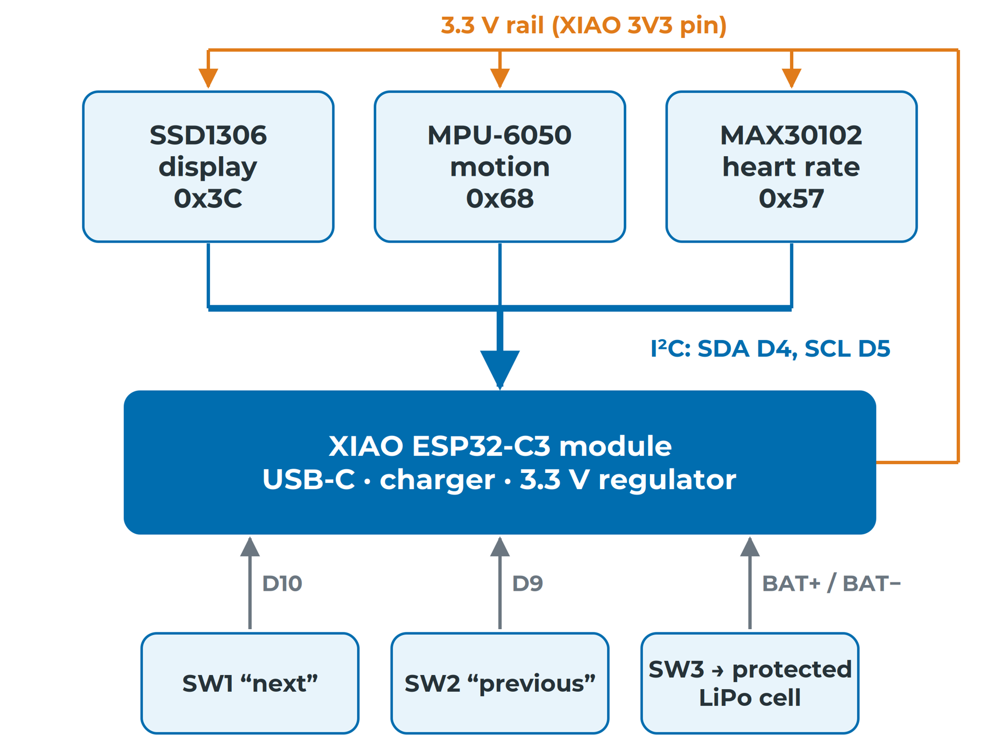 3.3 V rail (XIAO 3V3 pin)
SSD1306
display
0x3C
MPU-6050
motion
0x68
MAX30102
heart rate
0x57
I²C: SDA D4, SCL D5
XIAO ESP32-C3 module
USB-C · charger · 3.3 V regulator
D10
D9
BAT+ / BAT−
SW1 “next”
SW2 “previous”
SW3 → protected
LiPo cell